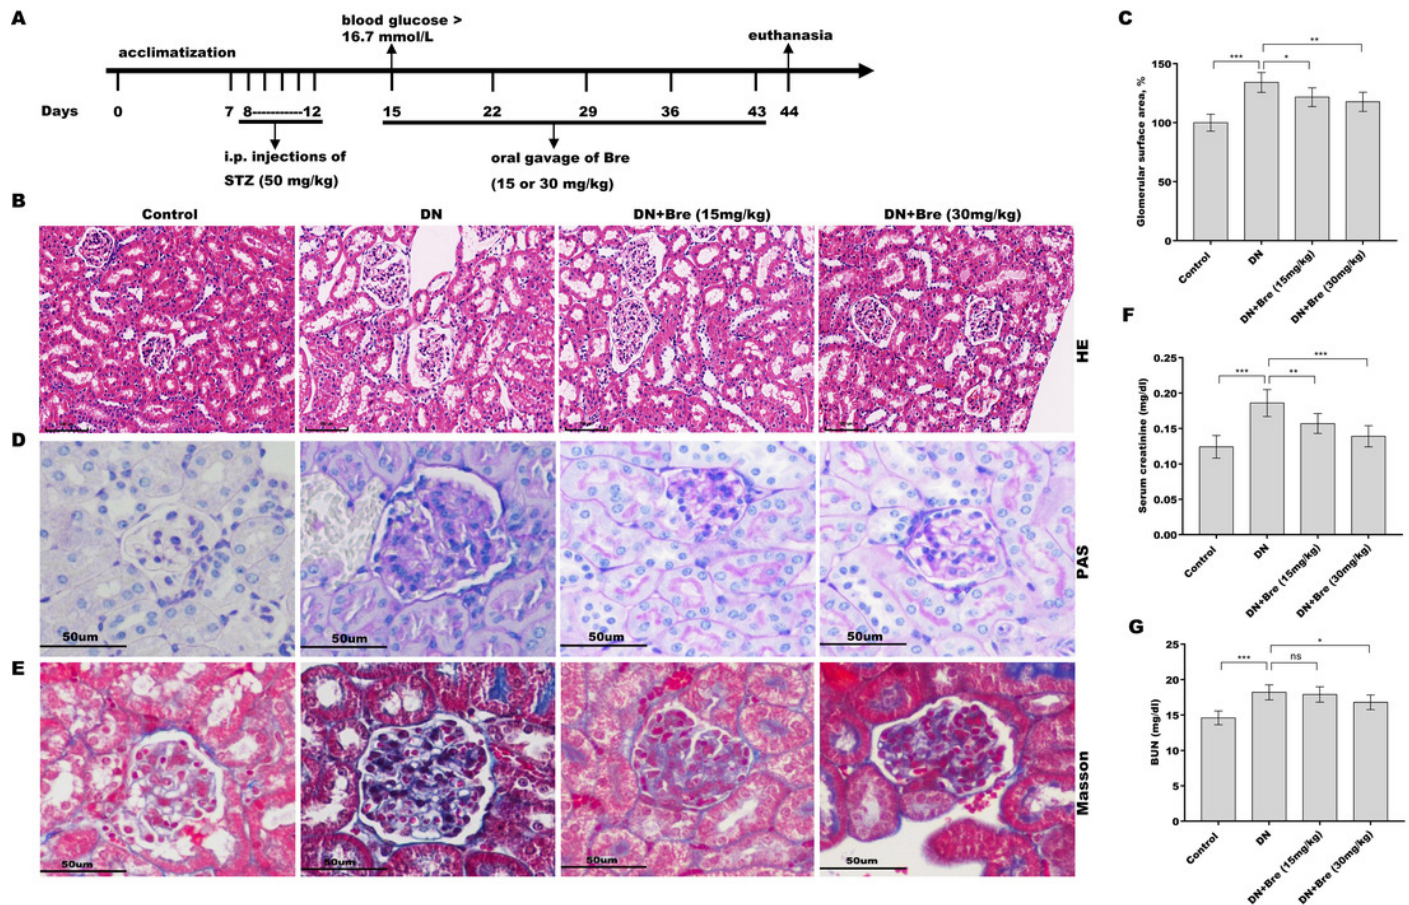 A
acclimatization
blood glucose >
16.7 mmol/L
euthanasia
Days 0 7 8------------12 15 22 29 36 43 44
i.p. injections of
STZ (50 mg/kg)
oral gavage of Bre
(15 or 30 mg/kg)
B
Control DN DN+Bre (15mg/kg) DN+Bre (30mg/kg)
HE
D
50um 50um 50um 50um
PAS
E
50um 50um 50um 50um
Masson
C
Glomerular surface area, %
150
100
50
0
*** * **
Control DN DN+Bre (15mg/kg) DN+Bre (30mg/kg)
F
Serum creatinine (mg/dl)
0.25
0.20
0.15
0.10
0.05
0.00
*** ** ***
Control DN DN+Bre (15mg/kg) DN+Bre (30mg/kg)
G
BUN (mg/dl)
25
20
15
10
5
0
*** ns *
Control DN DN+Bre (15mg/kg) DN+Bre (30mg/kg)